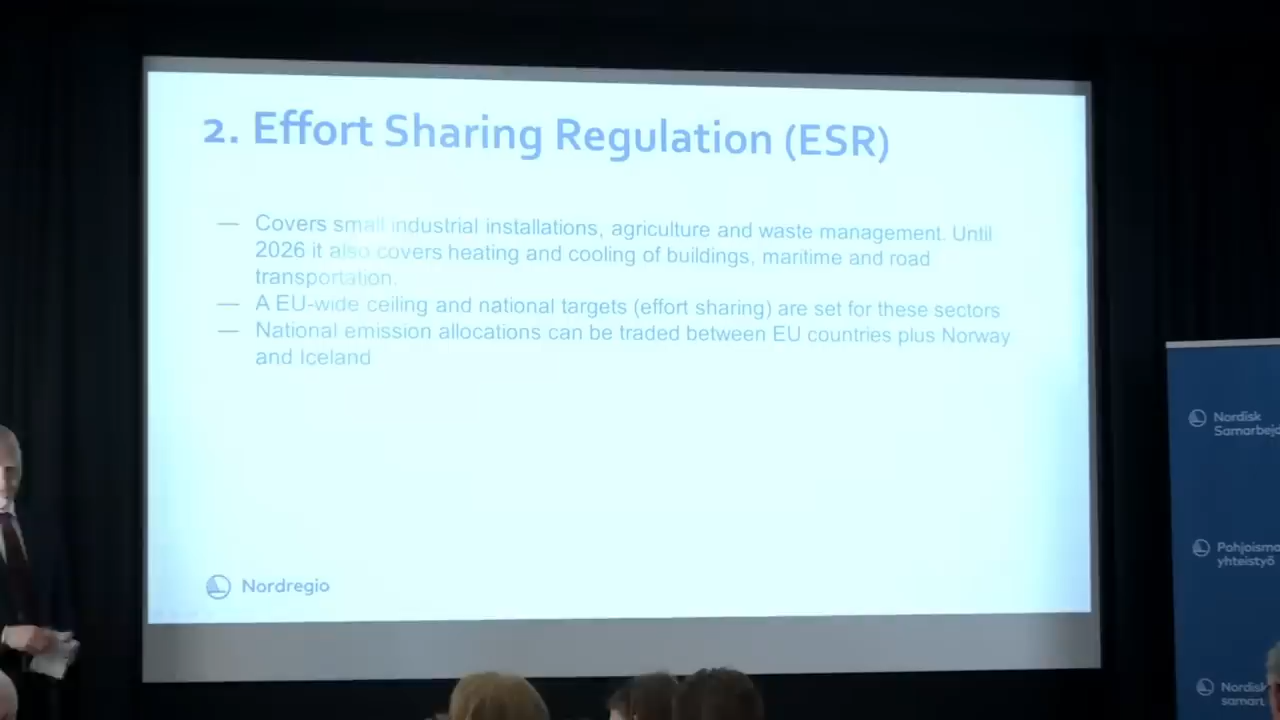 2. Effort Sharing Regulation (ESR)
— Covers small industrial installations, agriculture and waste management. Until
2026 it also covers heating and cooling of buildings, maritime and road
transportation.
— A EU-wide ceiling and national targets (effort sharing) are set for these sectors
— National emission allocations can be traded between EU countries plus Norway
and Iceland
Nordregio
Nordisk
Samarbejd
Pohjoisma
yhteistyö
Nordisk
samart